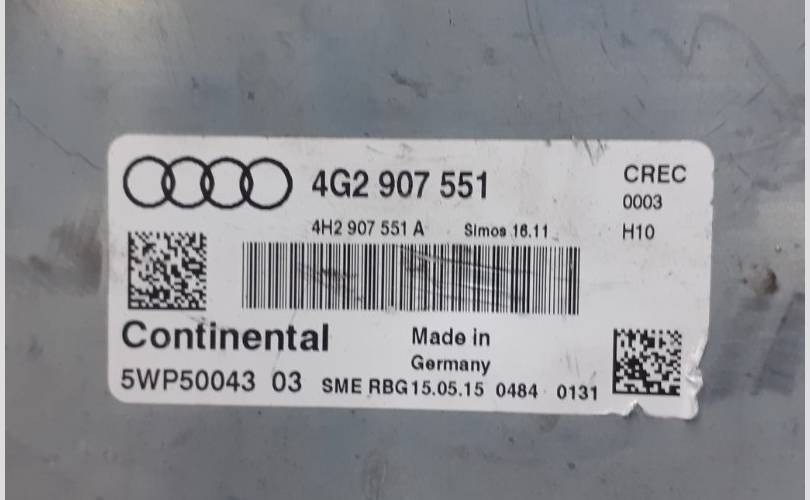 4G2 907 551
CREC
0003
4H2 907 551 A Simos 16.11
H10
Continental
Made in
Germany
5WP50043 03 SME RBG15.05.15 0484 0131